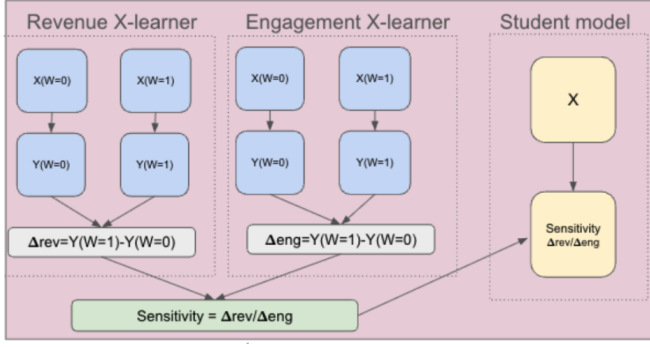 Revenue X-learner
Engagement X-learner
Student model
X(W=0)
X(W=1)
Y(W=0)
Y(W=1)
Δrev=Y(W=1)-Y(W=0)
X(W=0)
X(W=1)
Y(W=0)
Y(W=1)
Δeng=Y(W=1)-Y(W=0)
X
Sensitivity
Δrev/Δeng
Sensitivity = Δrev/Δeng